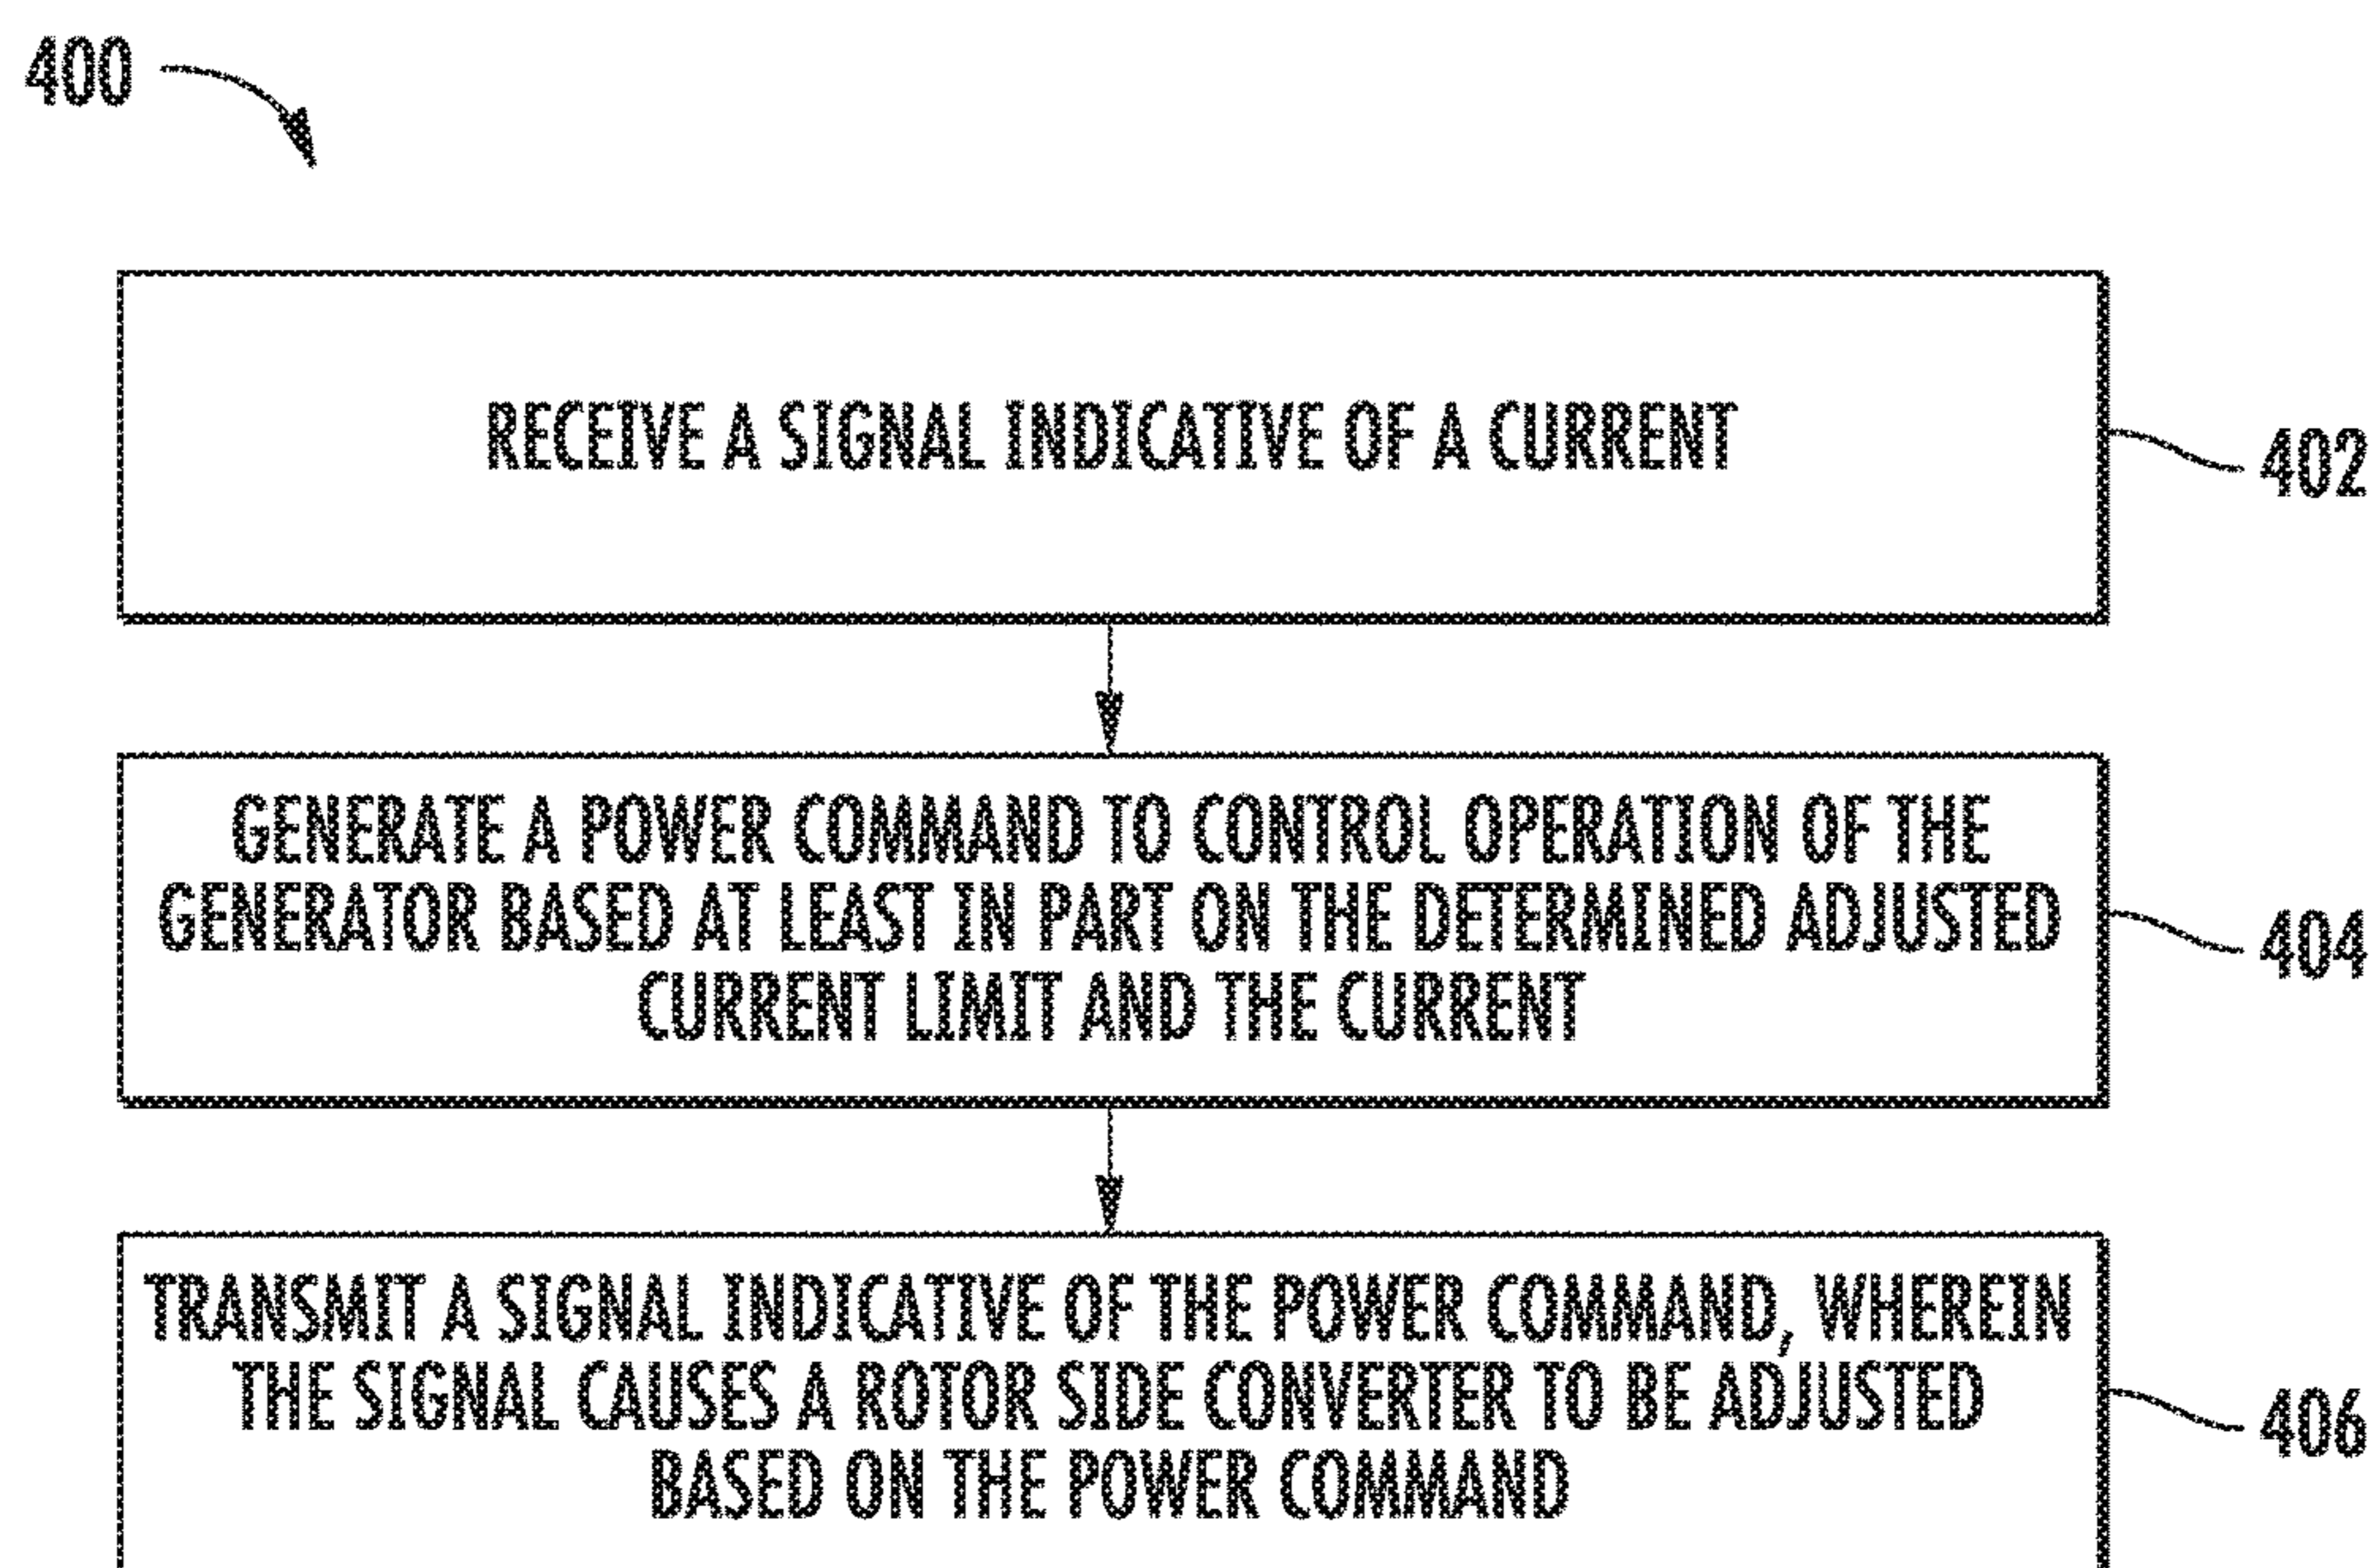 400
RECEIVE A SIGNAL INDICATIVE OF A CURRENT
402
GENERATE A POWER COMMAND TO CONTROL OPERATION OF THE
GENERATOR BASED AT LEAST IN PART ON THE DETERMINED ADJUSTED
CURRENT LIMIT AND THE CURRENT
404
TRANSMIT A SIGNAL INDICATIVE OF THE POWER COMMAND, WHEREIN
THE SIGNAL CAUSES A ROTOR SIDE CONVERTER TO BE ADJUSTED
BASED ON THE POWER COMMAND
406